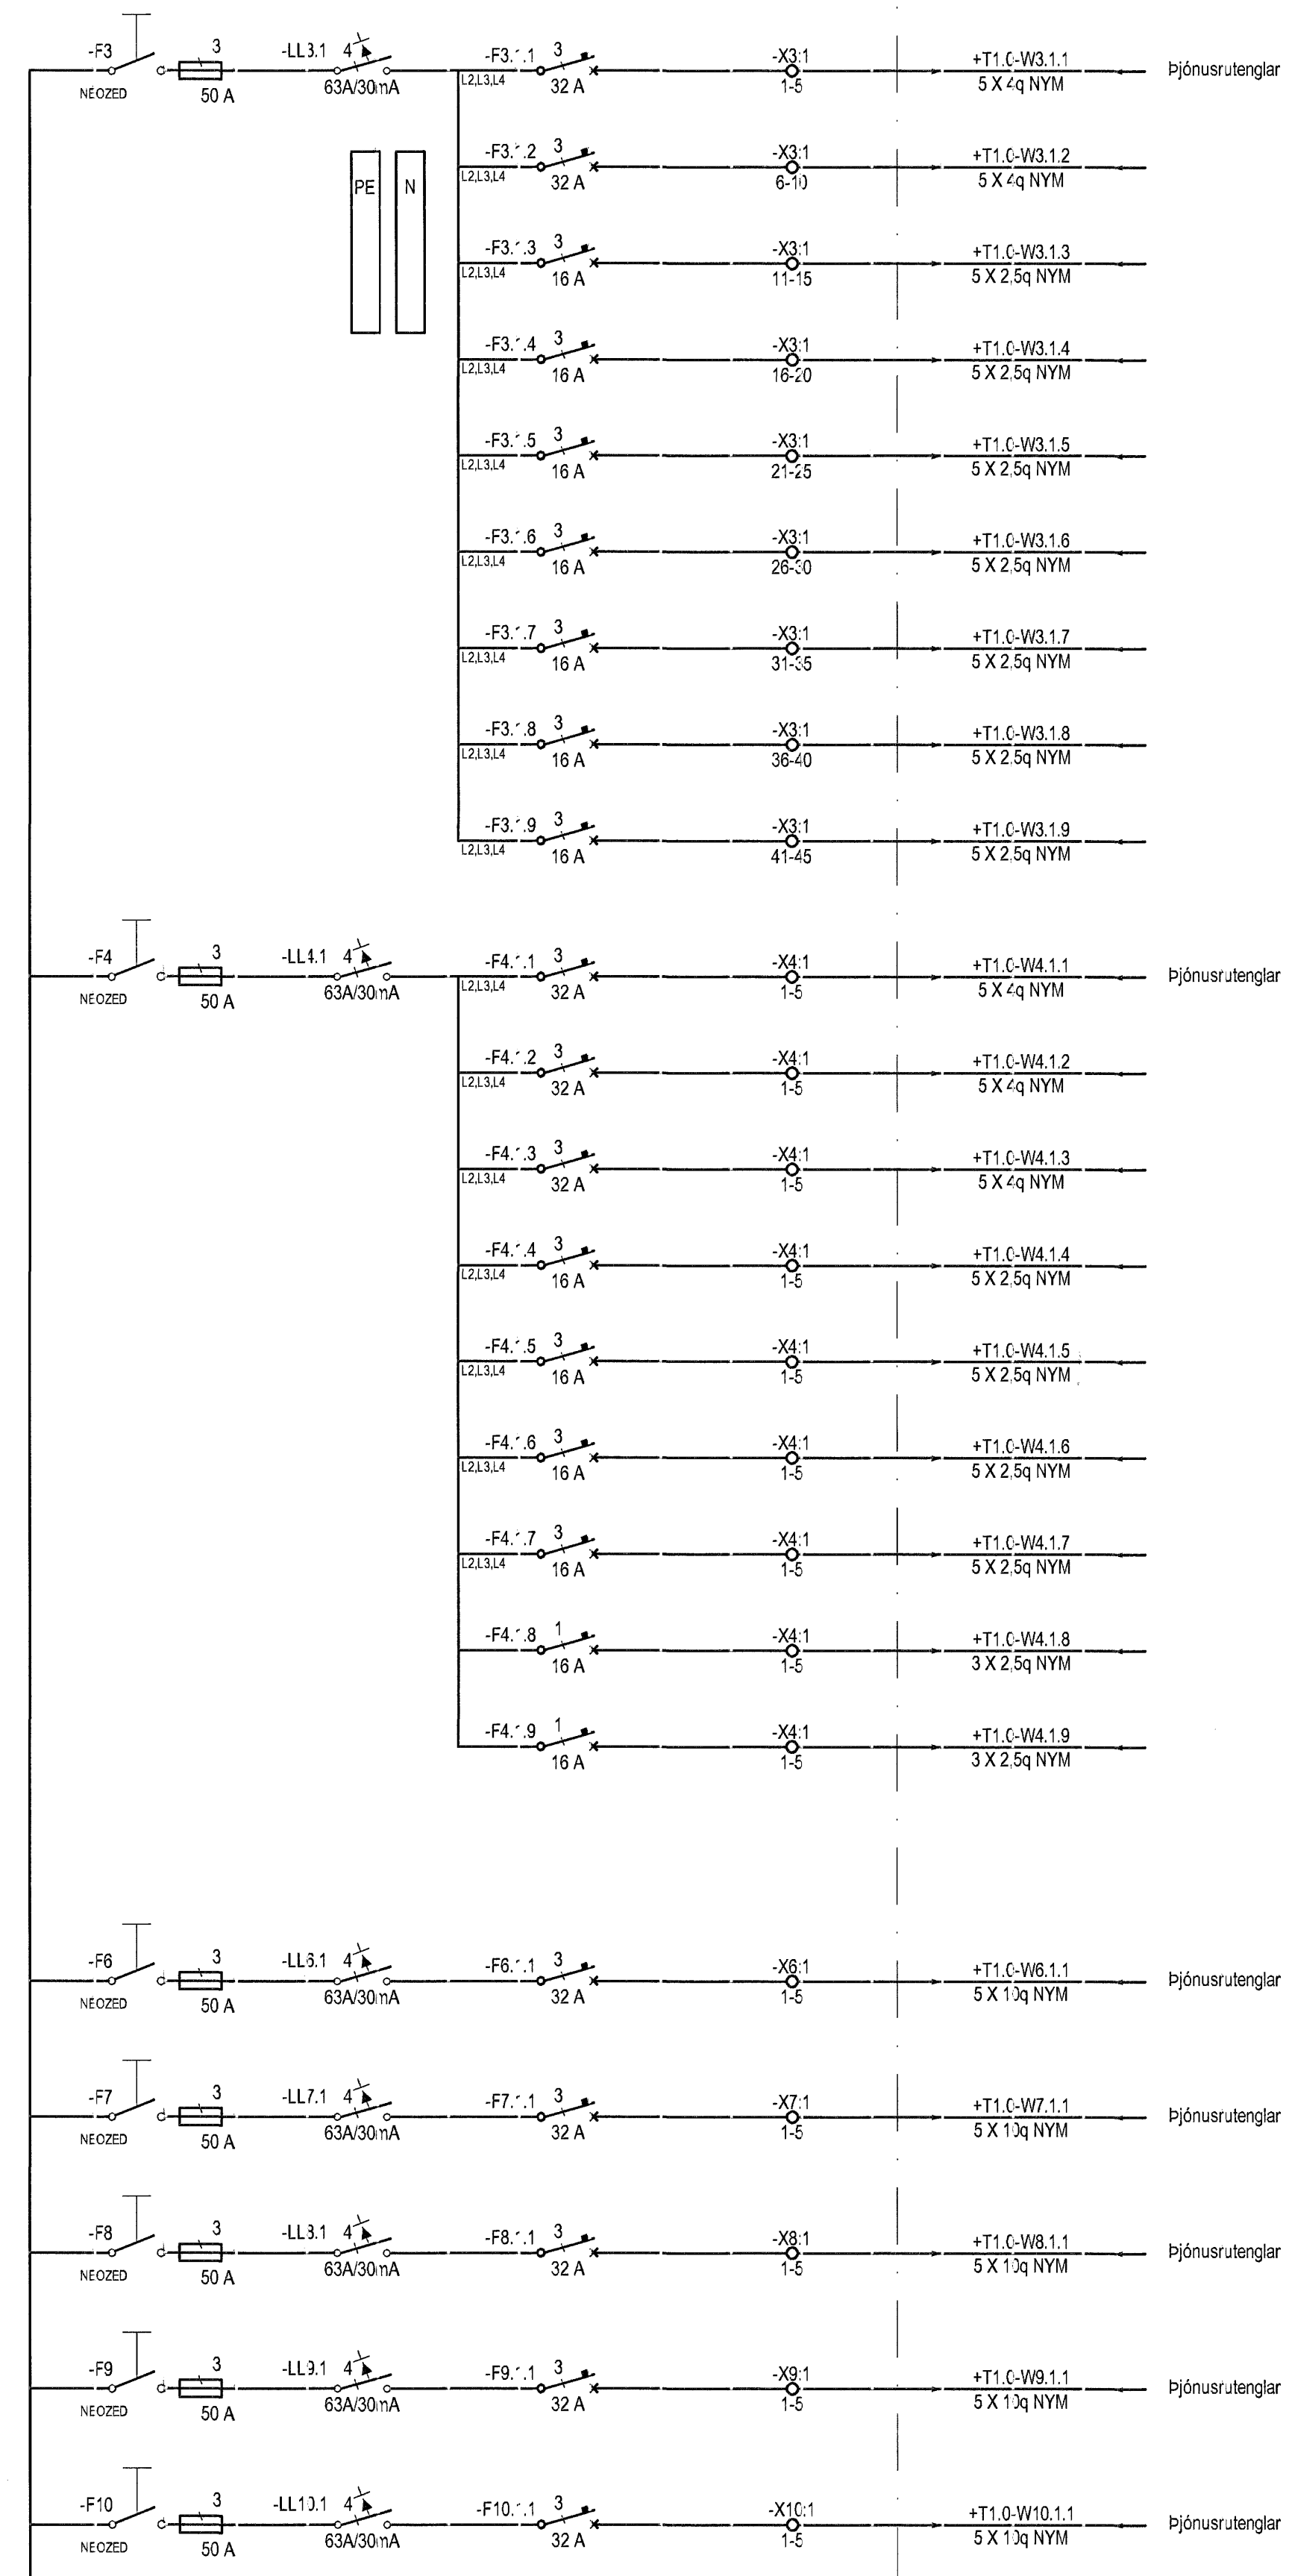 -F3 3 -LL3.1 4 -F3.1.1 3 -X3:1 +T1.0-W3.1.1 Þjónusrutenglar
NEOZED 50 A 63A/30mA L2,L3,L4 32 A 1-5 5 X 4q NYM
-F3.1.2 3 -X3:1 +T1.0-W3.1.2
L2,L3,L4 32 A 6-10 5 X 4q NYM
PE N
-F3.1.3 3 -X3:1 +T1.0-W3.1.3
L2,L3,L4 16 A 11-15 5 X 2,5q NYM
-F3.1.4 3 -X3:1 +T1.0-W3.1.4
L2,L3,L4 16 A 16-20 5 X 2,5q NYM
-F3.1.5 3 -X3:1 +T1.0-W3.1.5
L2,L3,L4 16 A 21-25 5 X 2,5q NYM
-F3.1.6 3 -X3:1 +T1.0-W3.1.6
L2,L3,L4 16 A 26-30 5 X 2,5q NYM
-F3.1.7 3 -X3:1 +T1.0-W3.1.7
L2,L3,L4 16 A 31-35 5 X 2,5q NYM
-F3.1.8 3 -X3:1 +T1.0-W3.1.8
L2,L3,L4 16 A 36-40 5 X 2,5q NYM
-F3.1.9 3 -X3:1 +T1.0-W3.1.9
L2,L3,L4 16 A 41-45 5 X 2,5q NYM
-F4 3 -LL4.1 4 -F4.1.1 3 -X4:1 +T1.0-W4.1.1 Þjónusrutenglar
NEOZED 50 A 63A/30mA L2,L3,L4 32 A 1-5 5 X 4q NYM
-F4.1.2 3 -X4:1 +T1.0-W4.1.2
L2,L3,L4 32 A 1-5 5 X 4q NYM
-F4.1.3 3 -X4:1 +T1.0-W4.1.3
L2,L3,L4 32 A 1-5 5 X 4q NYM
-F4.1.4 3 -X4:1 +T1.0-W4.1.4
L2,L3,L4 16 A 1-5 5 X 2,5q NYM
-F4.1.5 3 -X4:1 +T1.0-W4.1.5
L2,L3,L4 16 A 1-5 5 X 2,5q NYM
-F4.1.6 3 -X4:1 +T1.0-W4.1.6
L2,L3,L4 16 A 1-5 5 X 2,5q NYM
-F4.1.7 3 -X4:1 +T1.0-W4.1.7
L2,L3,L4 16 A 1-5 5 X 2,5q NYM
-F4.1.8 1 -X4:1 +T1.0-W4.1.8
16 A 1-5 3 X 2,5q NYM
-F4.1.9 1 -X4:1 +T1.0-W4.1.9
16 A 1-5 3 X 2,5q NYM
-F6 3 -LL6.1 4 -F6.1.1 3 -X6:1 +T1.0-W6.1.1 Þjónusrutenglar
NEOZED 50 A 63A/30mA 32 A 1-5 5 X 10q NYM
-F7 3 -LL7.1 4 -F7.1.1 3 -X7:1 +T1.0-W7.1.1 Þjónusrutenglar
NEOZED 50 A 63A/30mA 32 A 1-5 5 X 10q NYM
-F8 3 -LL8.1 4 -F8.1.1 3 -X8:1 +T1.0-W8.1.1 Þjónusrutenglar
NEOZED 50 A 63A/30mA 32 A 1-5 5 X 10q NYM
-F9 3 -LL9.1 4 -F9.1.1 3 -X9:1 +T1.0-W9.1.1 Þjónusrutenglar
NEOZED 50 A 63A/30mA 32 A 1-5 5 X 10q NYM
-F10 3 -LL10.1 4 -F10.1.1 3 -X10:1 +T1.0-W10.1.1 Þjónusrutenglar
NEOZED 50 A 63A/30mA 32 A 1-5 5 X 10q NYM